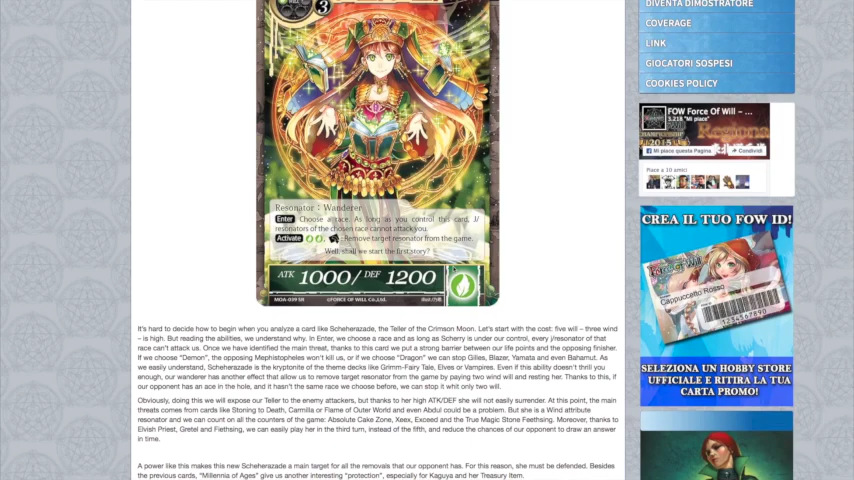 3
Resonator : Wanderer
Enter Choose a race. As long as you control this card, J/
resonators of the chosen race cannot attack you.
Activate : Remove target resonator from the game.
Well, shall we start the first story?
ATK 1000/ DEF 1200
MOA-039 SR ©FORCE OF WILL Co.,Ltd.
It's hard to decide how to begin when you analyze a card like Scheherazade, the Teller of the Crimson Moon. Let's start with the cost: five will – three wind
– is high. But reading the abilities, we understand why. In Enter, we choose a race and as long as Scherry is under our control, every j/resonator of that
race can't attack us. Once we have identified the main threat, thanks to this card we put a strong barrier between our life points and the opposing finisher.
If we choose "Demon", the opposing Mephistopheles won't kill us, or if we choose "Dragon" we can stop Gilles, Blazer, Yamata and even Bahamut. As
we easily understand, Scheherazade is the kryptonite of the theme decks like Grimm-Fairy Tale, Elves or Vampires. Even if this ability doesn't thrill you
enough, our wanderer has another effect that allow us to remove target resonator from the game by paying two wind will and resting her. Thanks to this, if
our opponent has an ace in the hole, and it hasn't the same race we choose before, we can stop it whit only two will.
Obviously, doing this we will expose our Teller to the enemy attackers, but thanks to her high ATK/DEF she will not easily surrender. At this point, the main
threats comes from cards like Stoning to Death, Carmilla or Flame of Outer World and even Abdul could be a problem. But she is a Wind attribute
resonator and we can count on all the counters of the game: Absolute Cake Zone, Xeex, Exceed and the True Magic Stone Feethsing. Moreover, thanks to
Elvish Priest, Gretel and Fiethsing, we can easily play her in the third turn, instead of the fifth, and reduce the chances of our opponent to draw an answer
in time.
A power like this makes this new Scheherazade a main target for all the removals that our opponent has. For this reason, she must be defended. Besides
the previous cards, "Millennia of Ages" give us another interesting "protection", especially for Kaguya and her Treasury Item.
DIVENTA DIMOSTRATORE
COVERAGE
LINK
GIOCATORI SOSPESI
COOKIES POLICY
FOW Force Of Will – ...
3.218 "Mi piace"
2015
Mi piace questa Pagina
Condividi
Piace a 10 amici
CREA IL TUO FOW ID!
Force of Will
Cappuccetto Rosso
1234567890
SELEZIONA UN HOBBY STORE
UFFICIALE E RITIRA LA TUA
CARTA PROMO!